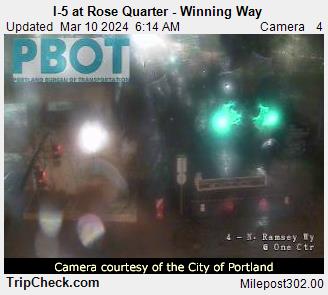 I-5 at Rose Quarter - Winning Way
Updated Mar 10 2024 6:14 AM Camera 4
PBOT
PORTLAND BUREAU OF TRANSPORTATION
4 - N. Ramsey Wy
@ One Ctr
Camera courtesy of the City of Portland
TripCheck.com Milepost302.00